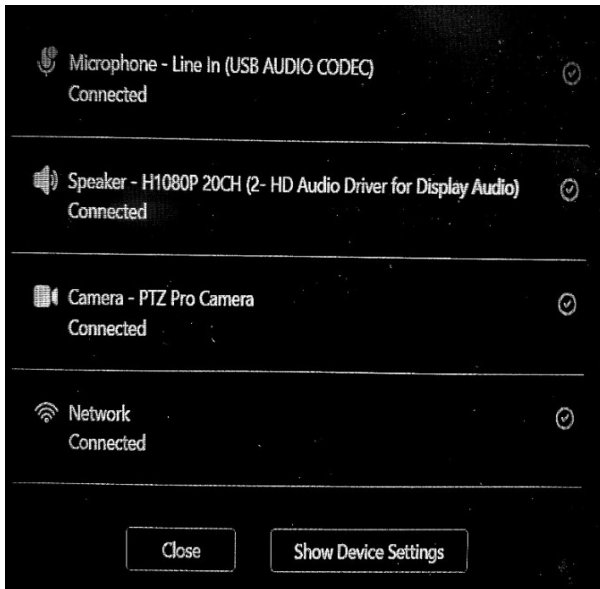 Microphone - Line In (USB AUDIO CODEC)
Connected
Speaker - H1080P 20CH (2- HD Audio Driver for Display Audio)
Connected
Camera - PTZ Pro Camera
Connected
Network
Connected
Close
Show Device Settings